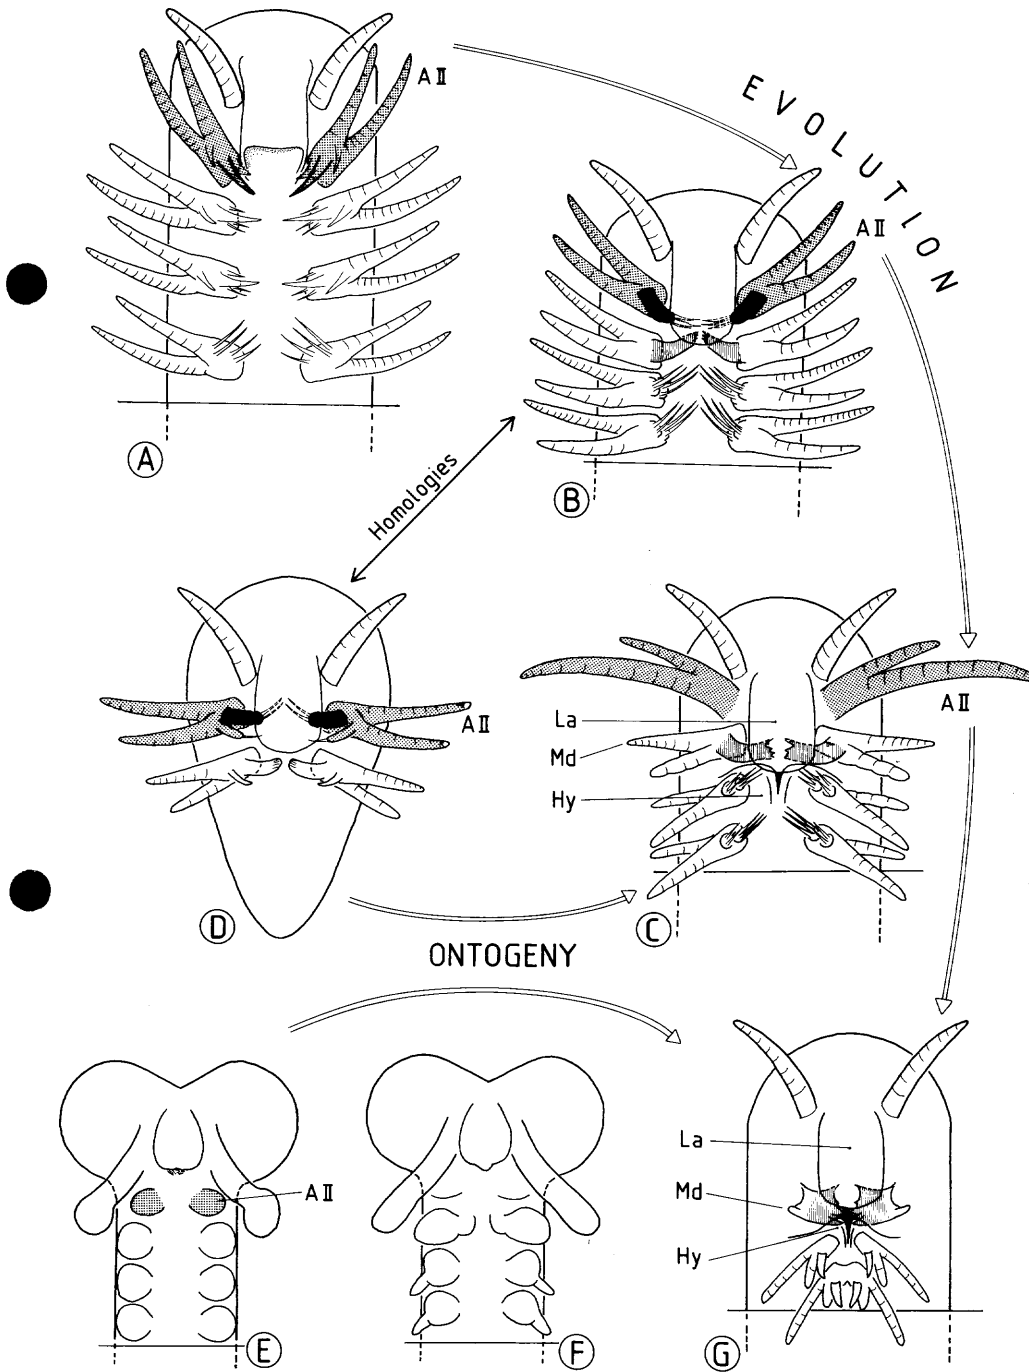 A II
EVOLUTION
A II
A
B
Homologies
A II
A II
La
Md
Hy
D
C
ONTOGENY
A II
La
Md
Hy
E
F
G